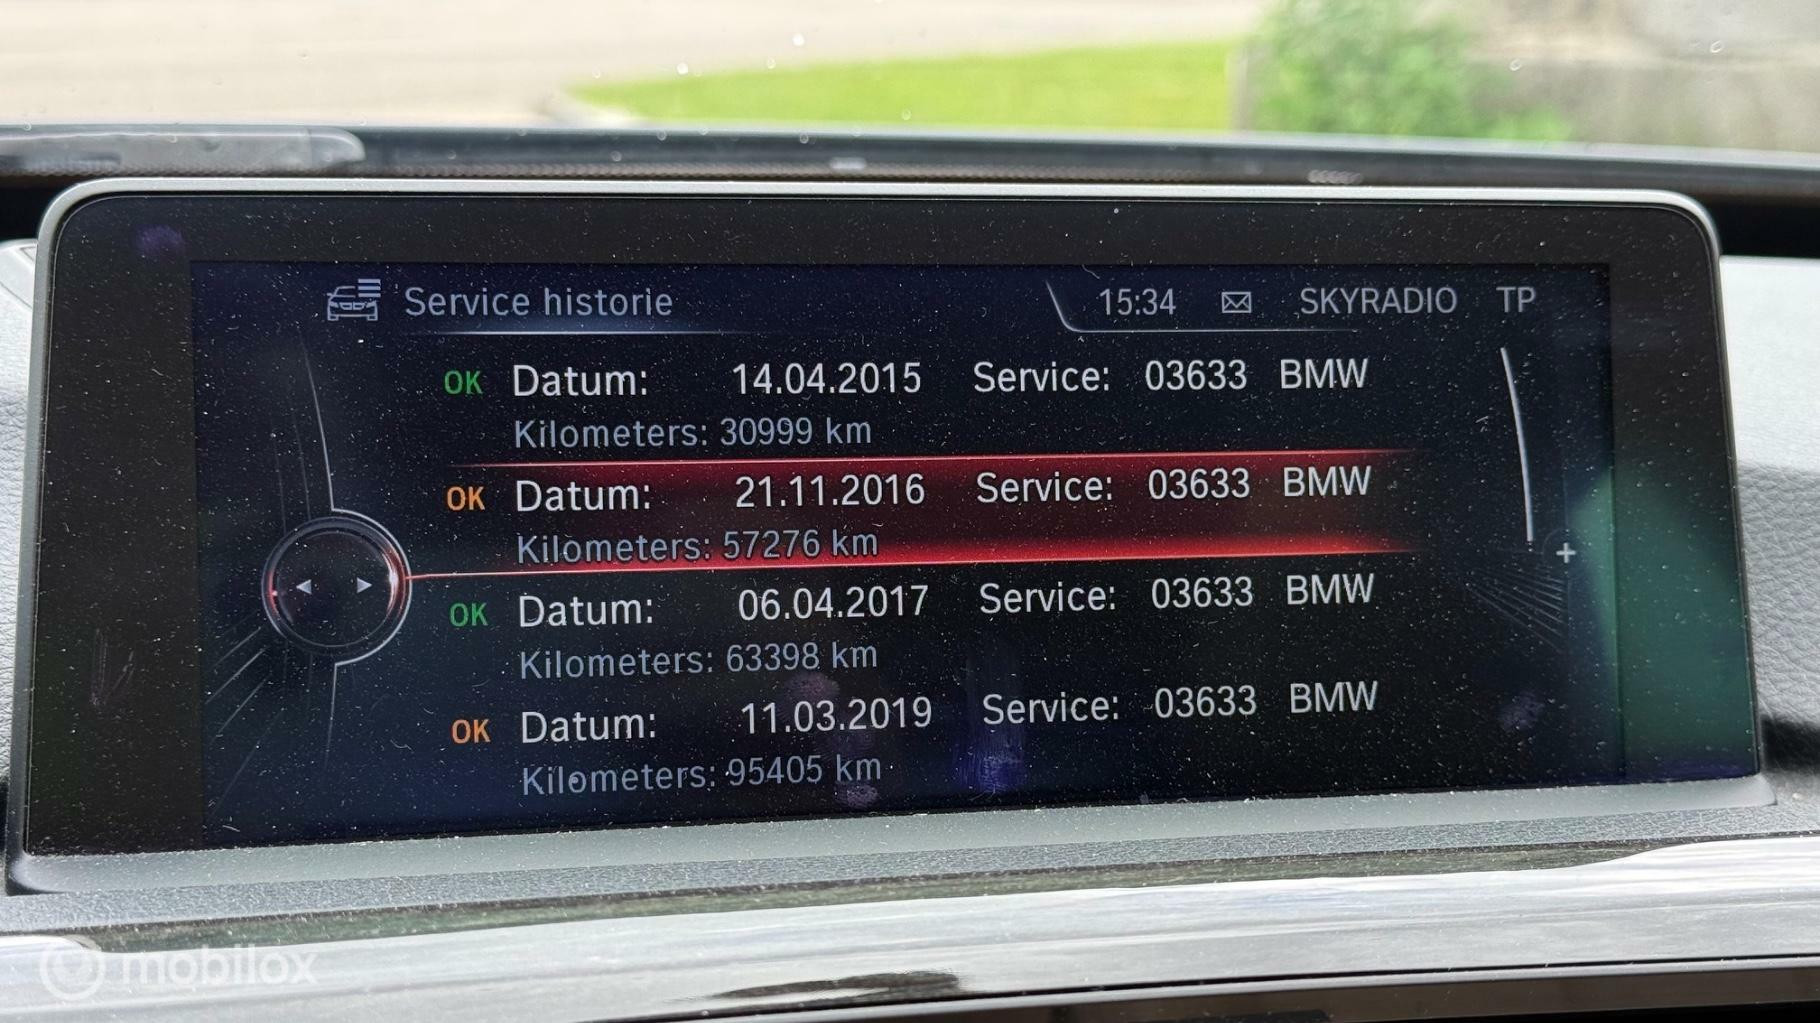 Service historie 15:34 SKYRADIO TP
OK Datum: 14.04.2015 Service: 03633 BMW
Kilometers: 30999 km
OK Datum: 21.11.2016 Service: 03633 BMW
Kilometers: 57276 km
OK Datum: 06.04.2017 Service: 03633 BMW
Kilometers: 63398 km
OK Datum: 11.03.2019 Service: 03633 BMW
Kilometers: 95405 km
mobilox